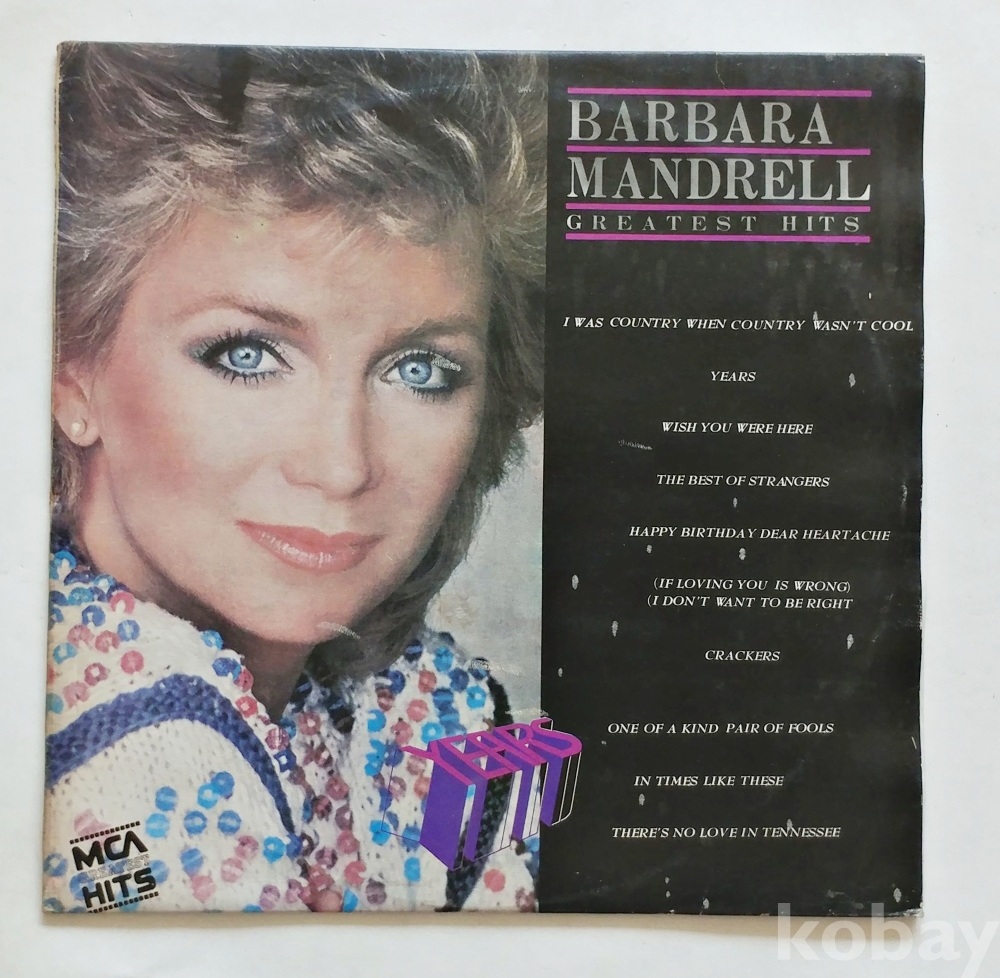 BARBARA
MANDRELL
GREATEST HITS
I WAS COUNTRY WHEN COUNTRY WASN'T COOL
YEARS
WISH YOU WERE HERE
THE BEST OF STRANGERS
HAPPY BIRTHDAY DEAR HEARTACHE
(IF LOVING YOU IS WRONG)
(I DON'T WANT TO BE RIGHT
CRACKERS
ONE OF A KIND PAIR OF FOOLS
IN TIMES LIKE THESE
THERE'S NO LOVE IN TENNESSEE
YEARS
MCA
GREATEST
HITS
kobay